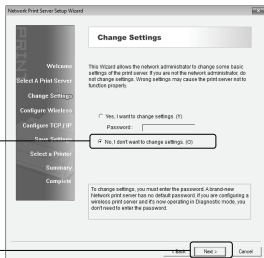 Network Print Server Setup Wizard
Change Settings
Welcome
Select A Print Server
Change Settings
Configure Wireless
Configure TCP / IP
Save Settings
Select a Printer
Summary
Complete
This Wizard allows the network administrator to change some basic
settings of the print server. If you are not the network administrator, do
not change settings. Wrong settings may cause the print server not to
function properly.
Yes, I want to change settings. (Y)
Password :
No, I don't want to change settings. (O)
To change settings, you must enter the password. A brand-new
Network print server has no default password. If you are configuring a
wireless print server and it's now operating in Diagnostic mode, you
don't need to enter the password.
< Back
Next >
Cancel